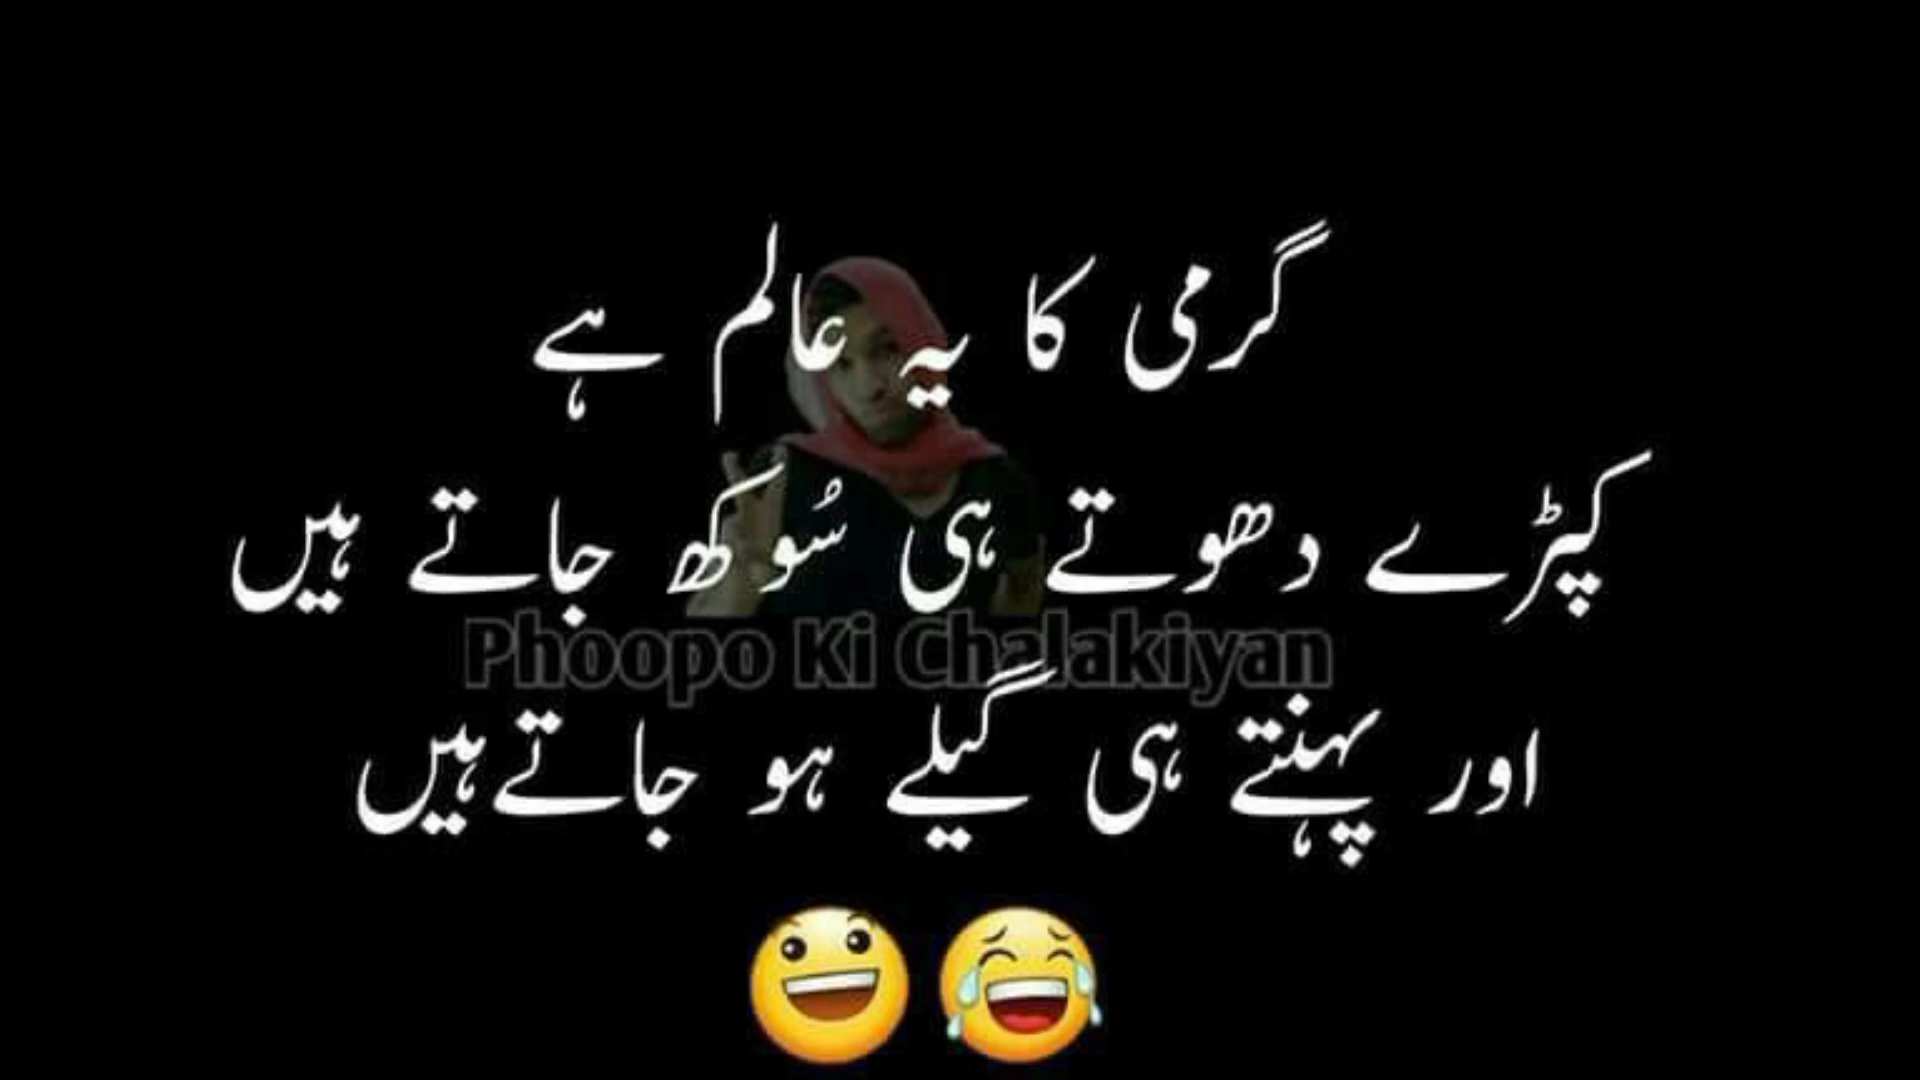 گرمی کا یہ عالم ہے
کپڑے دھوتے ہی سُوکھ جاتے ہیں
Phoopo Ki Chalakiyan
اور پہنتے ہی گیلے ہو جاتے ہیں